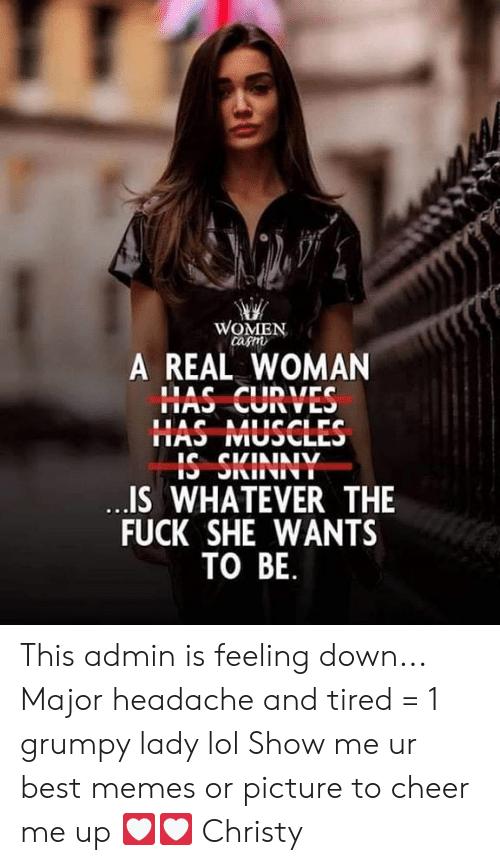 WOMEN
casm
A REAL WOMAN
HAS CURVES
HAS MUSCLES
IS SKINNY
...IS WHATEVER THE
FUCK SHE WANTS
TO BE.
This admin is feeling down...
Major headache and tired = 1
grumpy lady lol Show me ur
best memes or picture to cheer
me up 💟💟 Christy